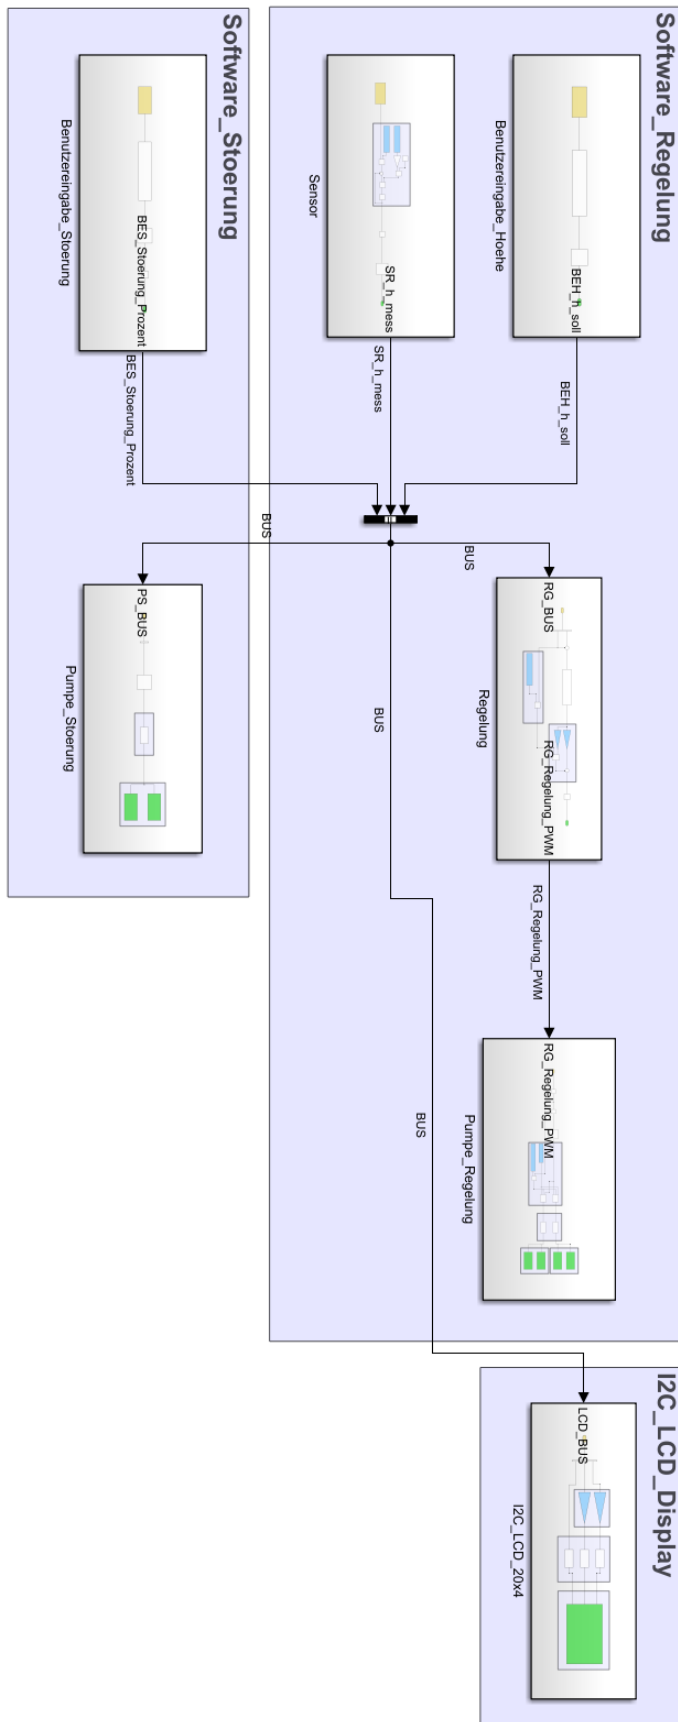 Software_Regelung
BEH_h_soll
BEH_h_soll
Benutzereingabe_Hoehe
SR_h_mess
SR_h_mess
Sensor
BUS
RG_BUS
RG_Regelung_PWM
RG_Regelung_PWM
Regelung
RG_Regelung_PWM
Pumpe_Regelung
BUS
BUS
I2C_LCD_Display
LCD_BUS
I2C_LCD_20x4
Software_Stoerung
BES_Stoerung_Prozent
BES_Stoerung_Prozent
Benutzereingabe_Stoerung
BUS
PS_BUS
Pumpe_Stoerung